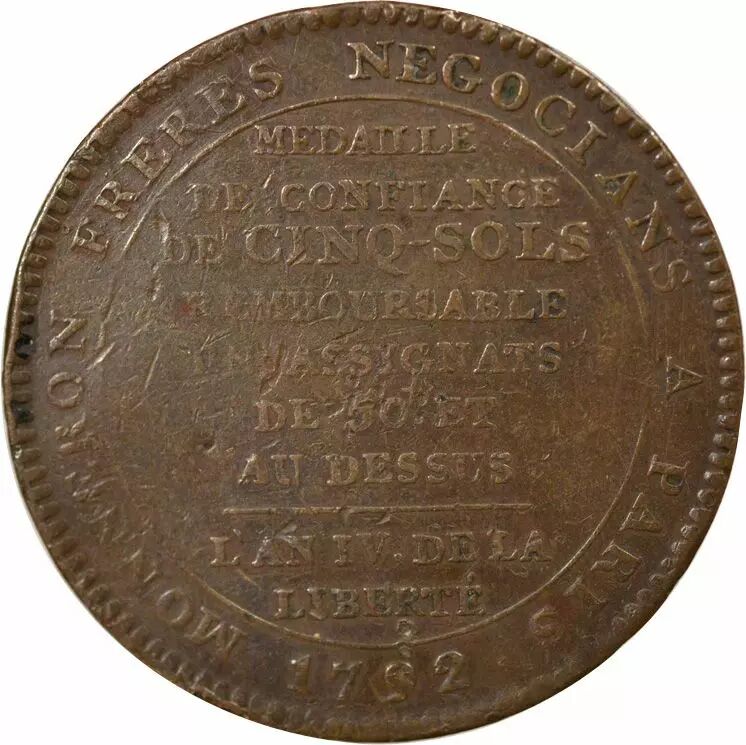 MONNERON FRERES NEGOCIANS A PARIS
MEDAILLE
DE CONFIANCE
DE CINQ-SOLS
REMBOURSABLE
EN ASSIGNATS
DE 50.# ET
AU DESSUS
L'AN IV. DE LA
LIBERTÉ
1792